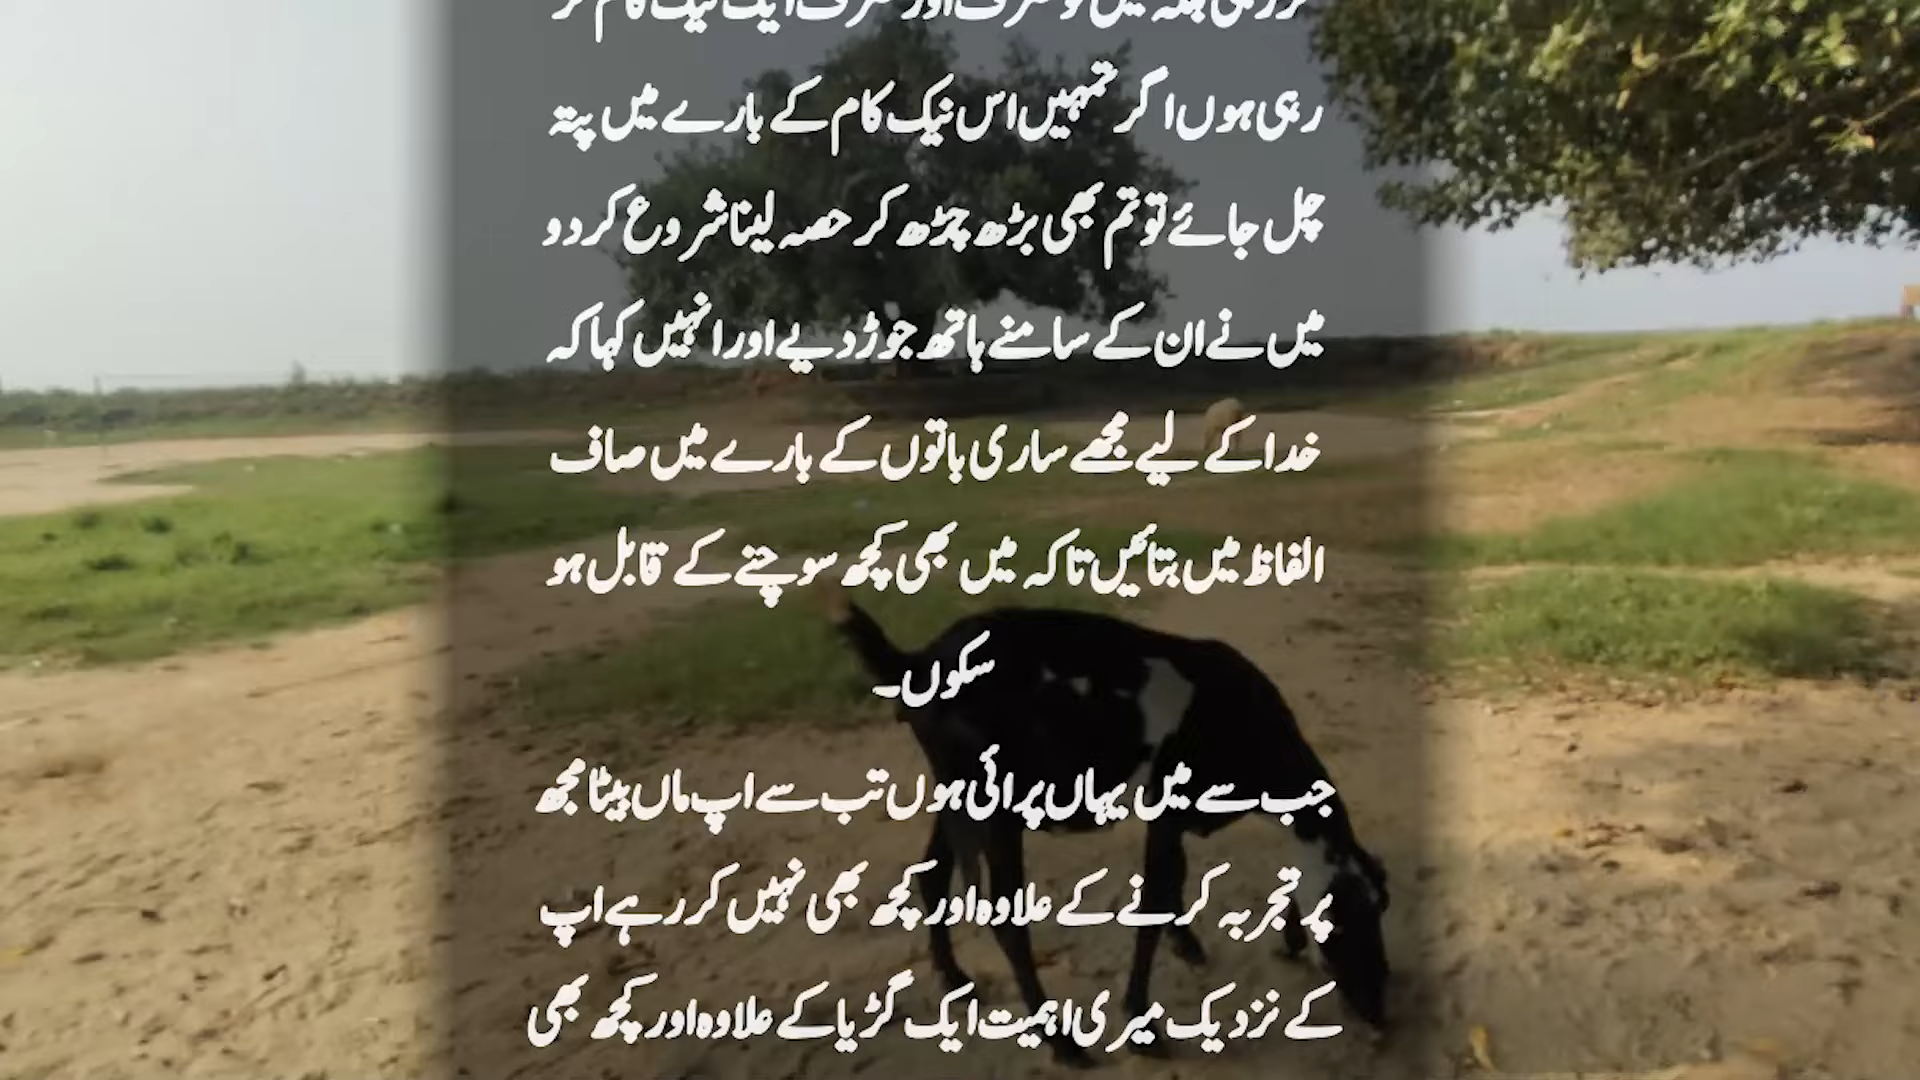 رہی ہوں اگر تمہیں اس نیک کام کے بارے میں پتہ
چل جائے تو تم بھی بڑھ چڑھ کر حصہ لینا شروع کر دو
میں نے ان کے سامنے ہاتھ جوڑ دیے اور انہیں کہا کہ
خدا کے لیے مجھے ساری باتوں کے بارے میں صاف
الفاظ میں بتائیں تاکہ میں بھی کچھ سوچنے کے قابل ہو
سکوں۔
جب سے میں یہاں پر ائی ہوں تب سے اپ ماں بیٹا مجھ
پر تجربہ کرنے کے علاوہ اور کچھ بھی نہیں کر رہے اپ
کے نزدیک میری اہمیت ایک گڑیا کے علاوہ اور کچھ بھی